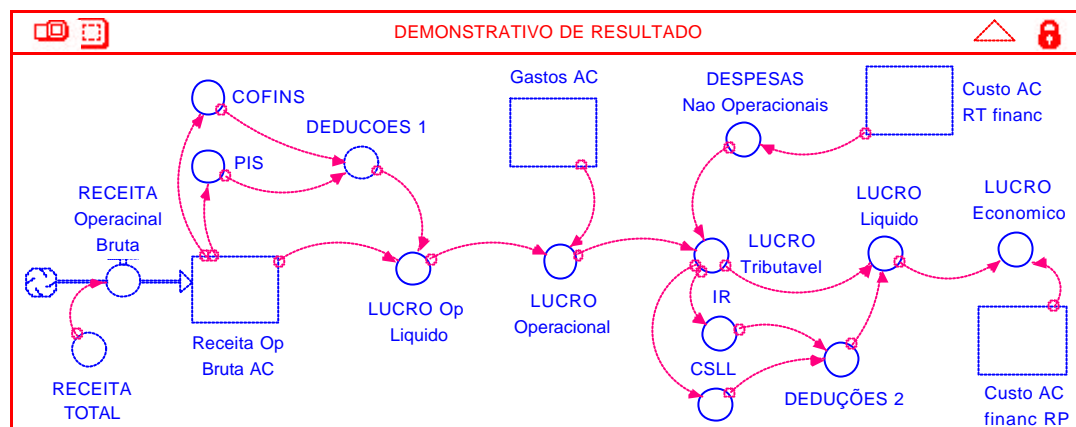 DEMONSTRATIVO DE RESULTADO
COFINS
DEDUCOES 1
PIS
RECEITA
Operacinal
Bruta
Gastos AC
DESPESAS
Nao Operacionais
Custo AC
RT financ
LUCRO
Liquido
LUCRO
Economico
LUCRO
Tributavel
LUCRO Op
Liquido
LUCRO
Operacional
IR
CSLL
Receita Op
Bruta AC
RECEITA
TOTAL
DEDUÇÕES 2
Custo AC
financ RP